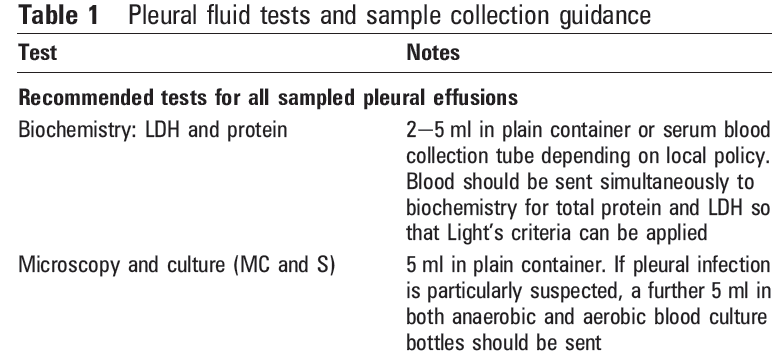 Table 1 Pleural fluid tests and sample collection guidance
Test Notes
Recommended tests for all sampled pleural effusions
Biochemistry: LDH and protein 2–5 ml in plain container or serum blood
collection tube depending on local policy.
Blood should be sent simultaneously to
biochemistry for total protein and LDH so
that Light's criteria can be applied
Microscopy and culture (MC and S) 5 ml in plain container. If pleural infection
is particularly suspected, a further 5 ml in
both anaerobic and aerobic blood culture
bottles should be sent